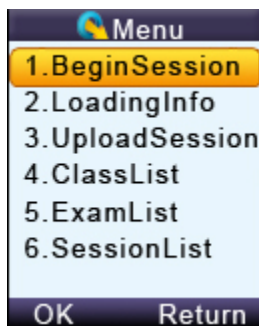 Menu
1.BeginSession
2.LoadingInfo
3.UploadSession
4.ClassList
5.ExamList
6.SessionList
OK Return